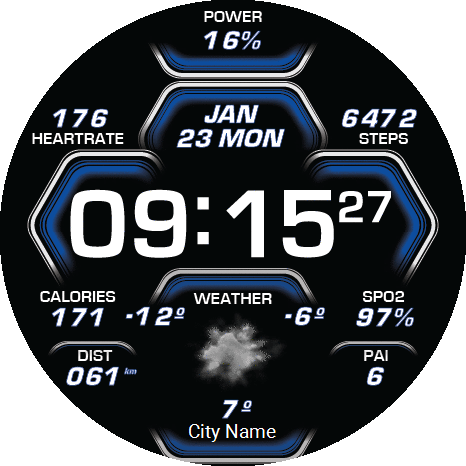 POWER
16%
JAN
23 MON
176
HEARTRATE
6472
STEPS
09:15 27
CALORIES
171
WEATHER
-12º
-6º
SPO2
97%
DIST
061 km
PAI
6
7º
City Name